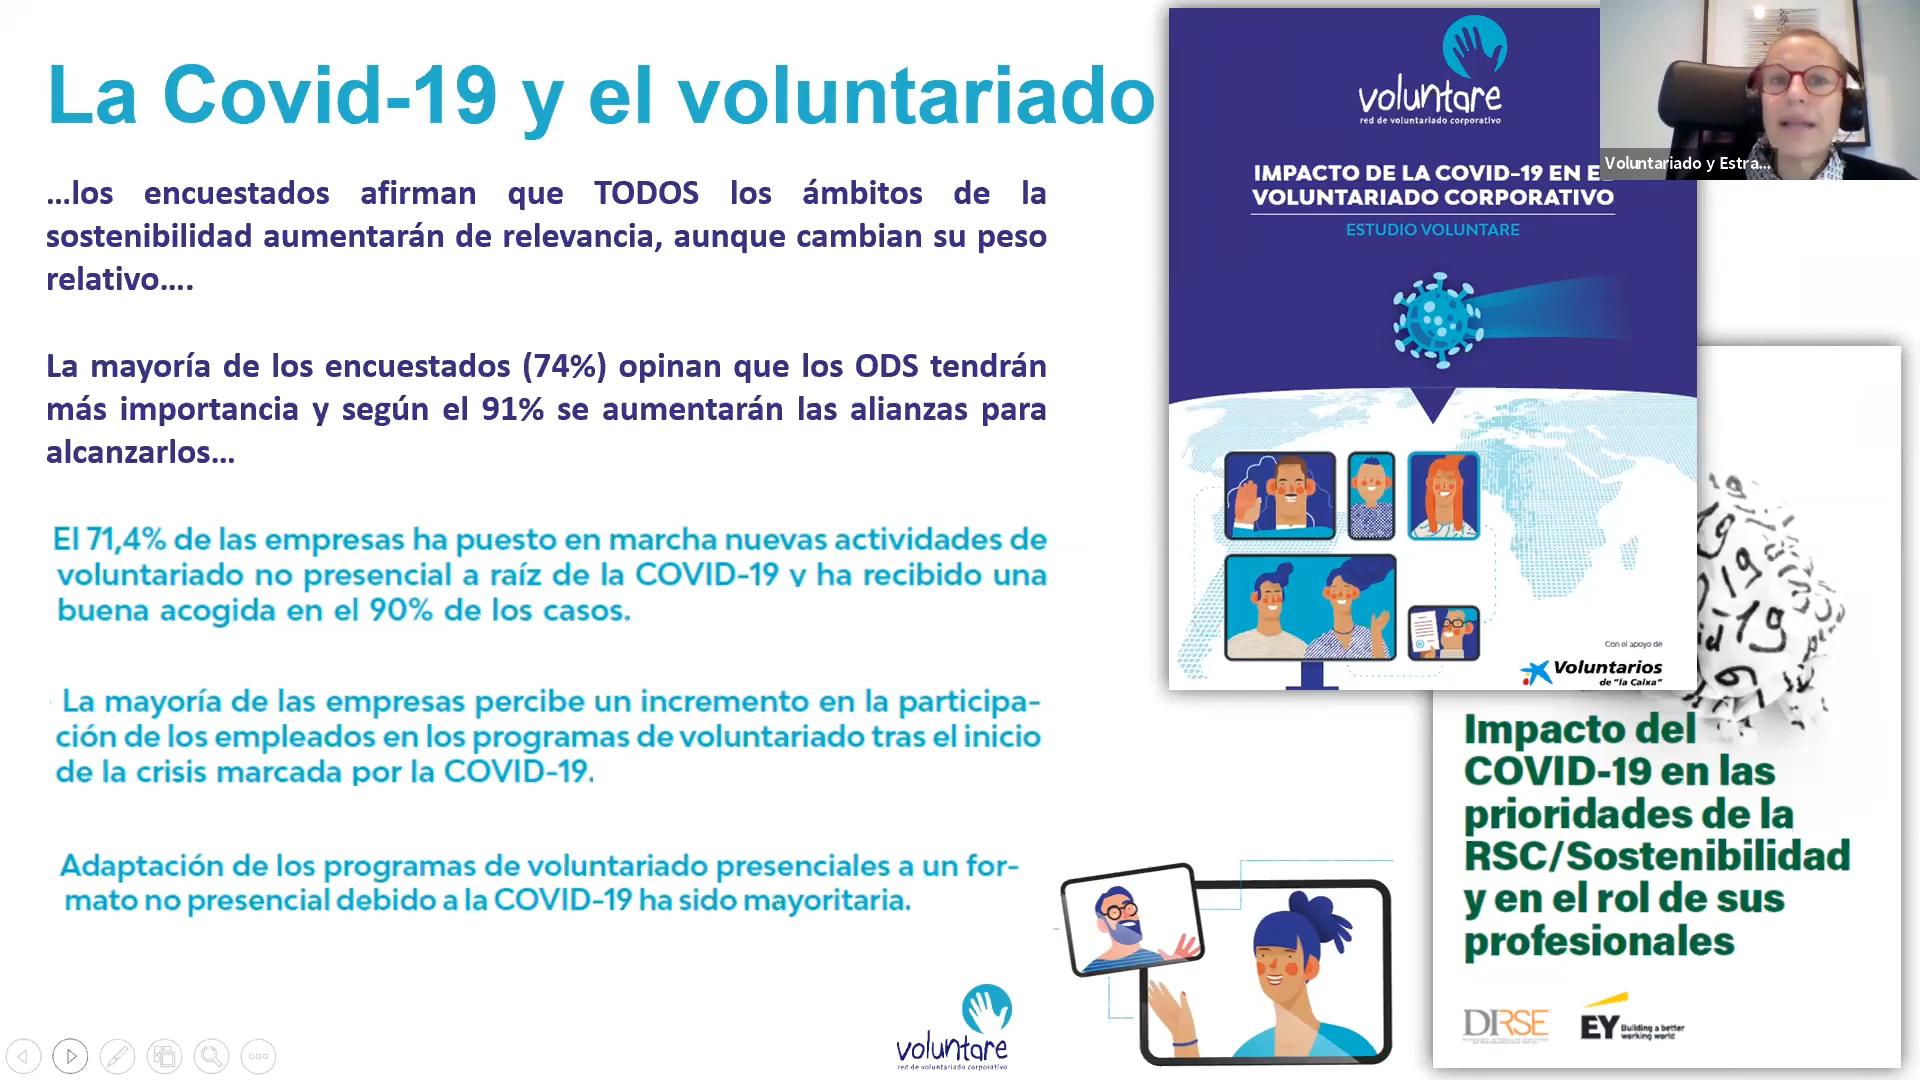 La Covid-19 y el voluntariado
...los encuestados afirman que TODOS los ámbitos de la
sostenibilidad aumentarán de relevancia, aunque cambian su peso
relativo....
La mayoría de los encuestados (74%) opinan que los ODS tendrán
más importancia y según el 91% se aumentarán las alianzas para
alcanzarlos...
El 71,4% de las empresas ha puesto en marcha nuevas actividades de
voluntariado no presencial a raíz de la COVID-19 y ha recibido una
buena acogida en el 90% de los casos.
La mayoría de las empresas percibe un incremento en la participa-
ción de los empleados en los programas de voluntariado tras el inicio
de la crisis marcada por la COVID-19.
Adaptación de los programas de voluntariado presenciales a un for-
mato no presencial debido a la COVID-19 ha sido mayoritaria.
voluntare
red de voluntariado corporativo
voluntare
red de voluntariado corporativo
IMPACTO DE LA COVID-19 EN E
VOLUNTARIADO CORPORATIVO
ESTUDIO VOLUNTARE
Con el apoyo de
Voluntarios
de "la Caixa"
Voluntariado y Estra...
Impacto del
COVID-19 en las
prioridades de la
RSC/Sostenibilidad
y en el rol de sus
profesionales
DIRSE
EY Building a better
working world